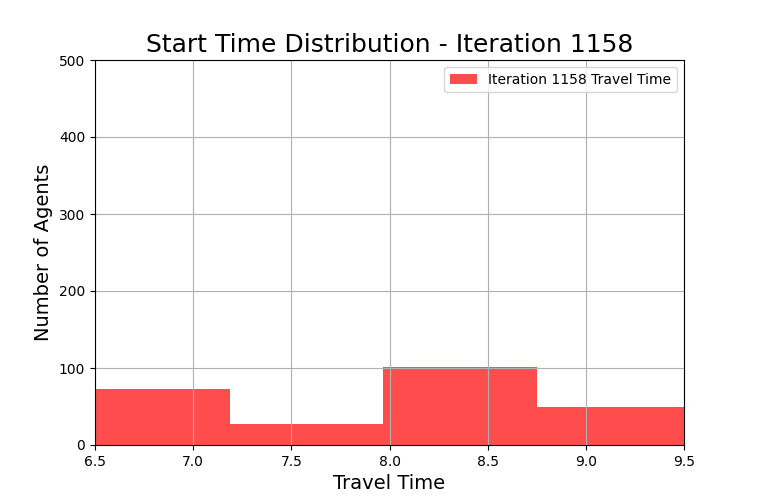 Start Time Distribution - Iteration 1158
Iteration 1158 Travel Time
Number of Agents
500
400
300
200
100
0
6.5 7.0 7.5 8.0 8.5 9.0 9.5
Travel Time